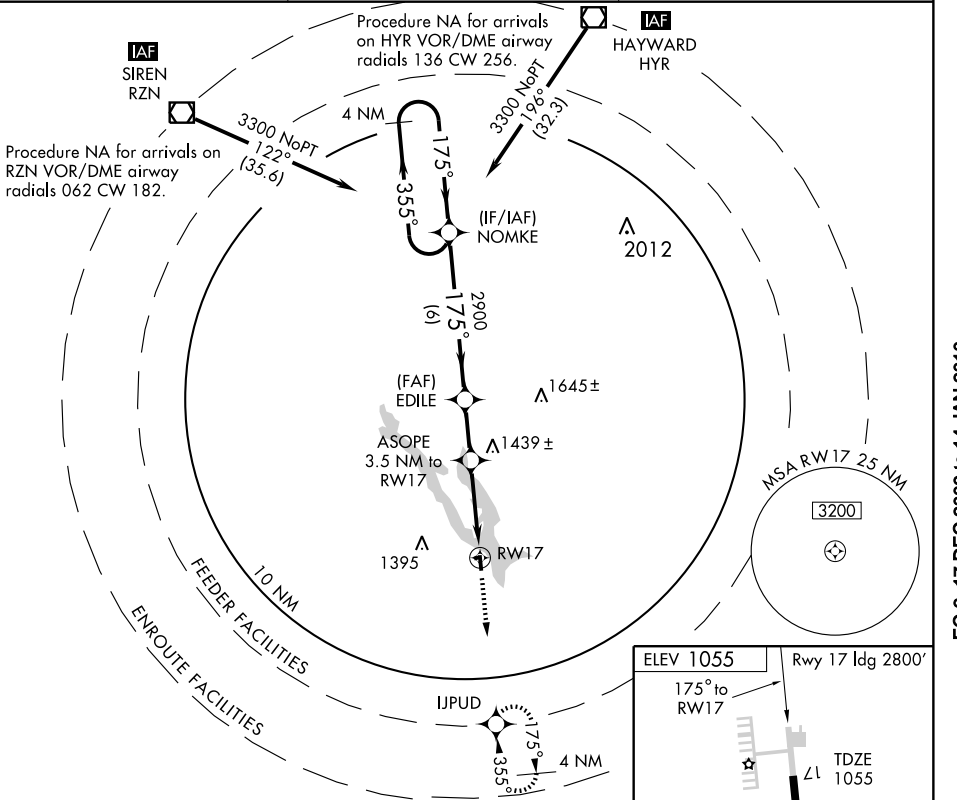 Procedure NA for arrivals
on HYR VOR/DME airway
radials 136 CW 256.
IAF
HAYWARD
HYR
IAF
SIREN
RZN
3300 NoPT
122°
(35.6)
3300 NoPT
196°
(32.3)
4 NM
175°
355°
Procedure NA for arrivals on
RZN VOR/DME airway
radials 062 CW 182.
(IF/IAF)
NOMKE
2012
2900
175°
(6)
(FAF)
EDILE
1645±
ASOPE
3.5 NM to
RW17
1439±
MSA RW17 25 NM
3200
1395
RW17
10 NM
FEEDER FACILITIES
ENROUTE FACILITIES
IJPUD
175°
355°
4 NM
ELEV 1055
Rwy 17 ldg 2800'
175° to
RW17
17
TDZE
1055